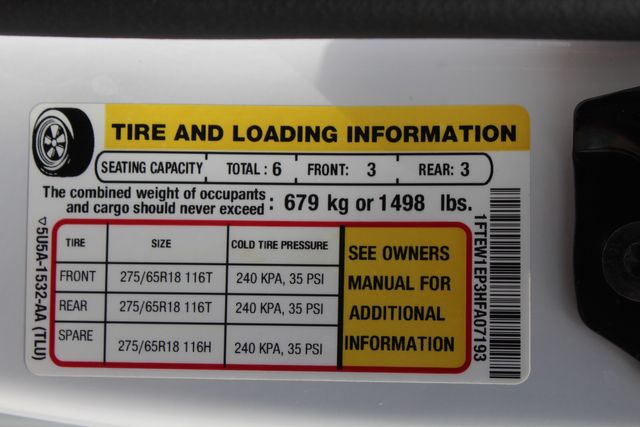 TIRE AND LOADING INFORMATION
SEATING CAPACITY TOTAL : 6 FRONT: 3 REAR: 3
The combined weight of occupants
and cargo should never exceed : 679 kg or 1498 lbs.
TIRE SIZE COLD TIRE PRESSURE
FRONT 275/65R18 116T 240 KPA, 35 PSI
REAR 275/65R18 116T 240 KPA, 35 PSI
SPARE 275/65R18 116H 240 KPA, 35 PSI
SEE OWNERS
MANUAL FOR
ADDITIONAL
INFORMATION
5U5A-1532-AA (TLU)
1FTEW1EP3HFA07193